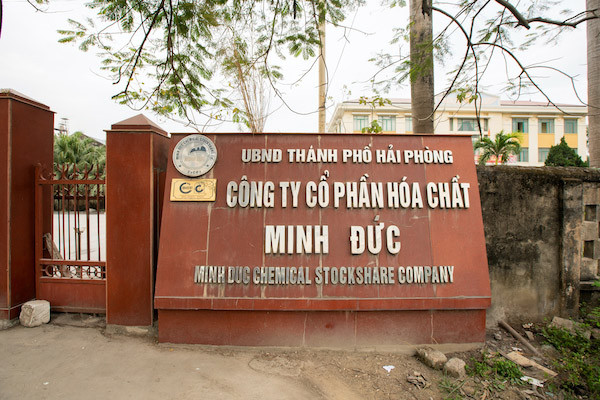 UBND THÀNH PHỐ HẢI PHÒNG
CÔNG TY CỔ PHẦN HÓA CHẤT
MINH ĐỨC
MINH DUC CHEMICAL STOCKSHARE COMPANY